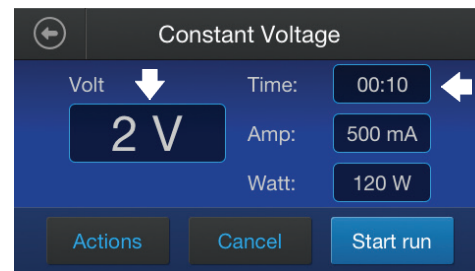 Constant Voltage
Volt
2 V
Time: 00:10
Amp: 500 mA
Watt: 120 W
Actions Cancel Start run